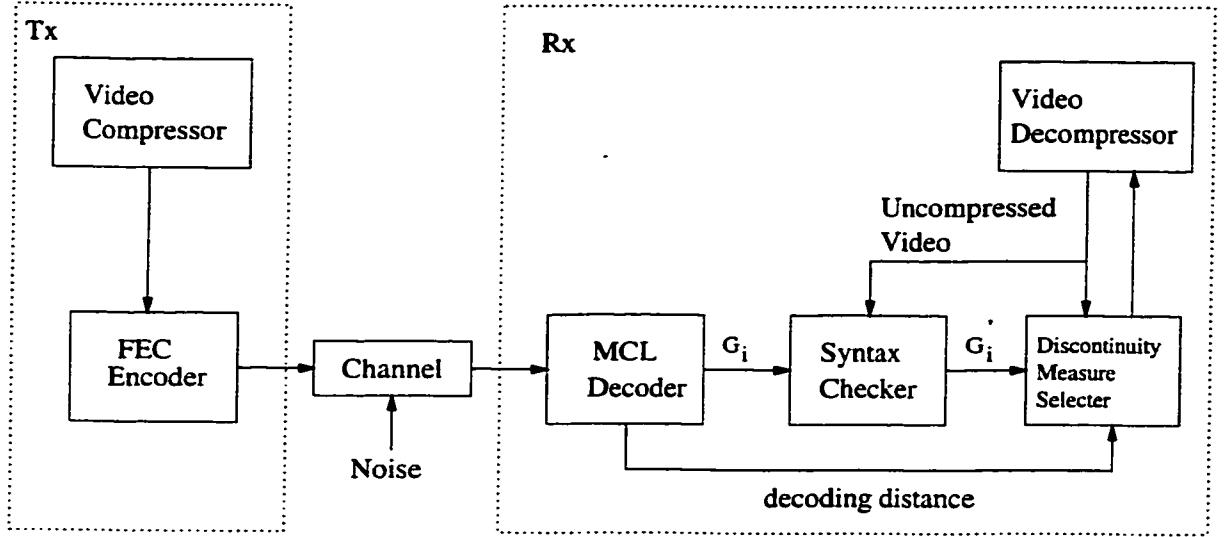 Tx
Video
Compressor
FEC
Encoder
Channel
Noise
Rx
Video
Decompressor
Uncompressed
Video
MCL
Decoder
G_i
Syntax
Checker
G_i'
Discontinuity
Measure
Selecter
decoding distance